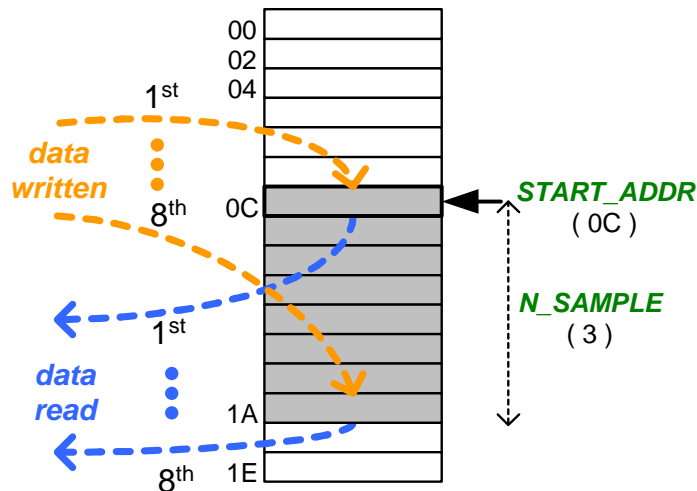 00
02
04
1st
data
written
8th
0C
START_ADDR
( 0C )
N_SAMPLE
( 3 )
1st
data
read
1A
8th
1E